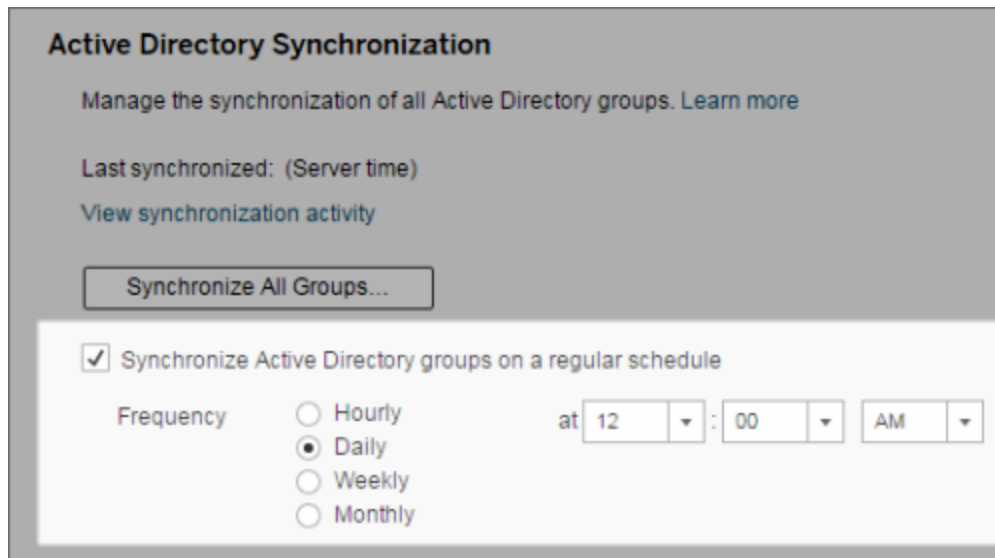 Active Directory Synchronization
Manage the synchronization of all Active Directory groups. Learn more
Last synchronized: (Server time)
View synchronization activity
Synchronize All Groups...
Synchronize Active Directory groups on a regular schedule
Frequency Hourly at 12 : 00 AM
Daily
Weekly
Monthly